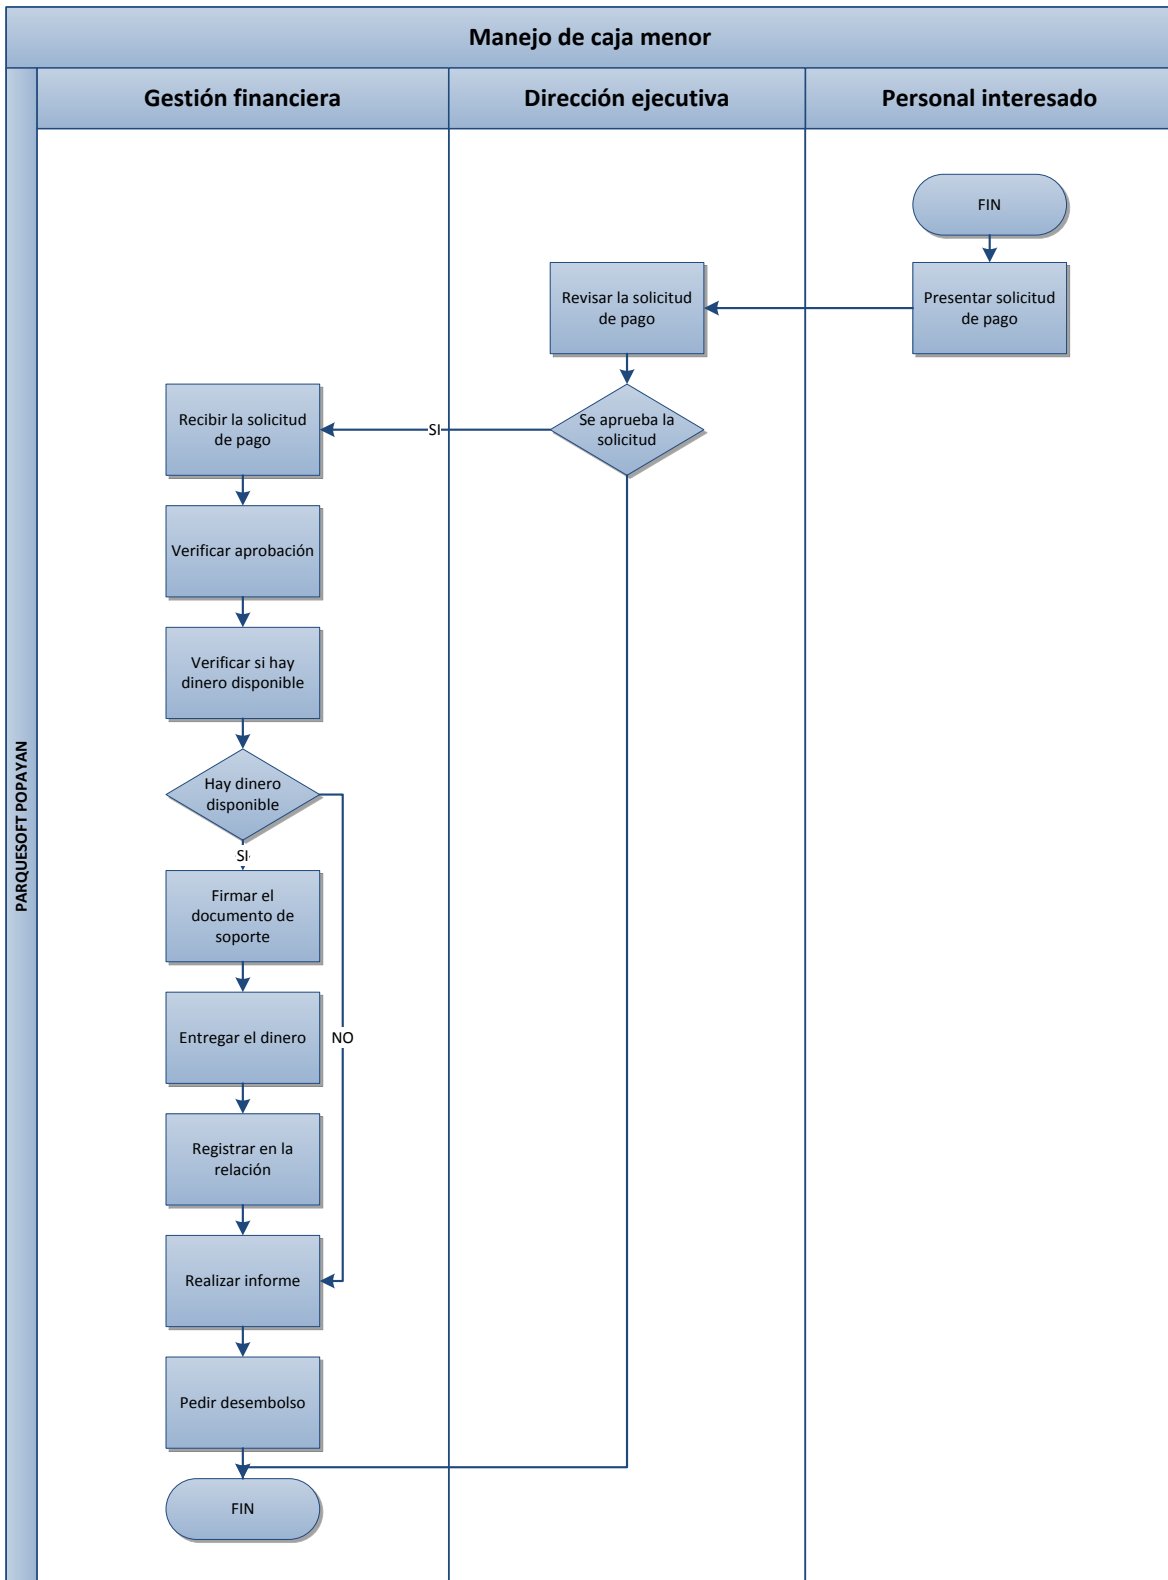 Manejo de caja menor
Gestión financiera
Dirección ejecutiva
Personal interesado
PARQUESOFT POPAYAN
FIN
Presentar solicitud
de pago
Revisar la solicitud
de pago
Se aprueba la
solicitud
SI
Recibir la solicitud
de pago
Verificar aprobación
Verificar si hay
dinero disponible
Hay dinero
disponible
SI
Firmar el
documento de
soporte
Entregar el dinero
NO
Registrar en la
relación
Realizar informe
Pedir desembolso
FIN